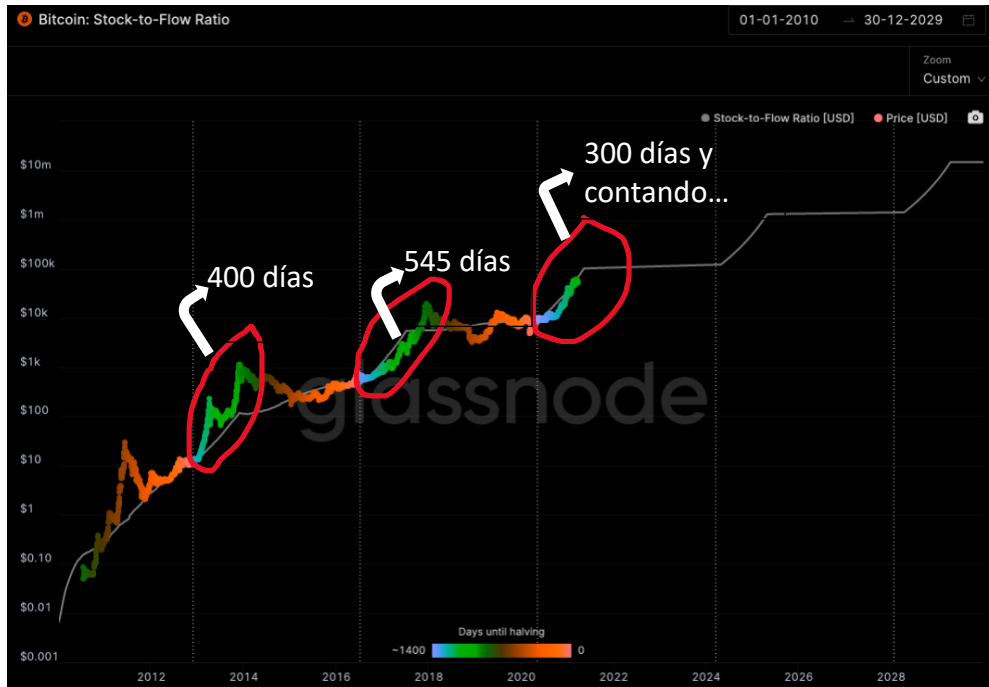 Bitcoin: Stock-to-Flow Ratio
01-01-2010 → 30-12-2029
Zoom
Custom
Stock-to-Flow Ratio [USD] Price [USD]
300 días y
contando...
545 días
400 días
$10m
$1m
$100k
$10k
$1k
$100
$10
$1
$0.10
$0.01
$0.001
glassnode
Days until halving
~1400 0
2012 2014 2016 2018 2020 2022 2024 2026 2028